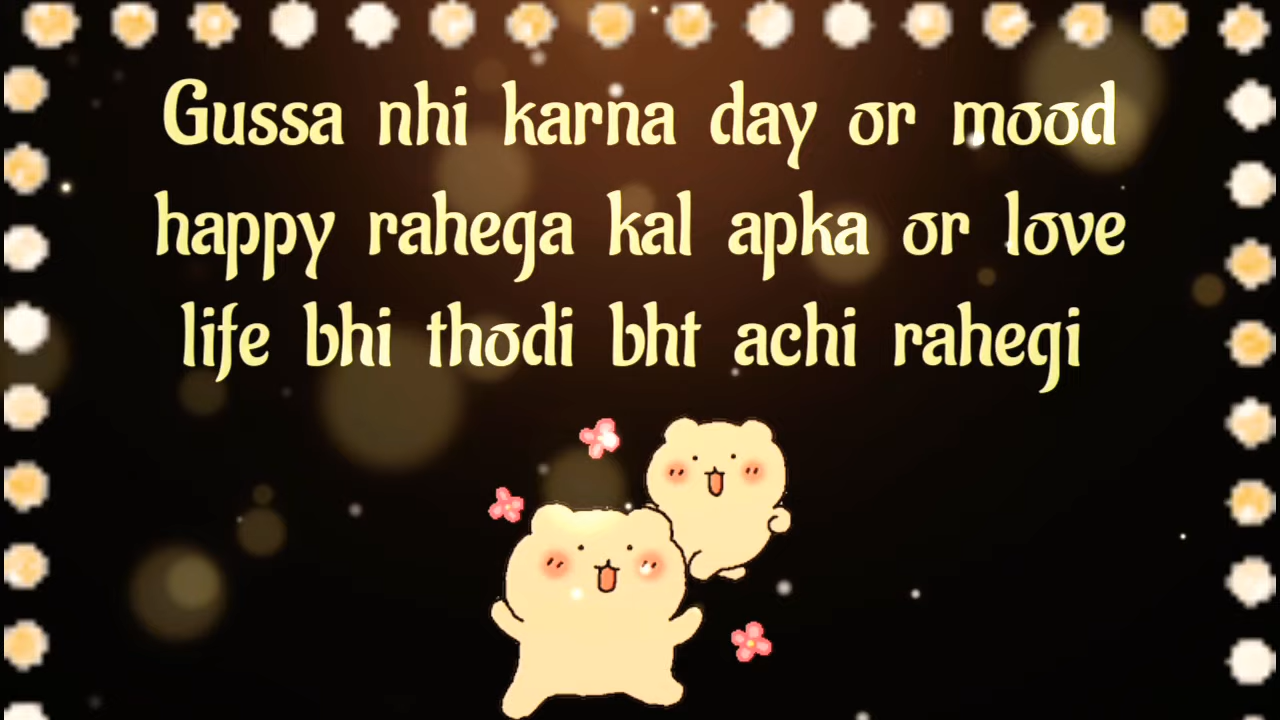 Gussa nhi karna day or mood
happy rahega kal apka or love
life bhi thodi bht achi rahegi